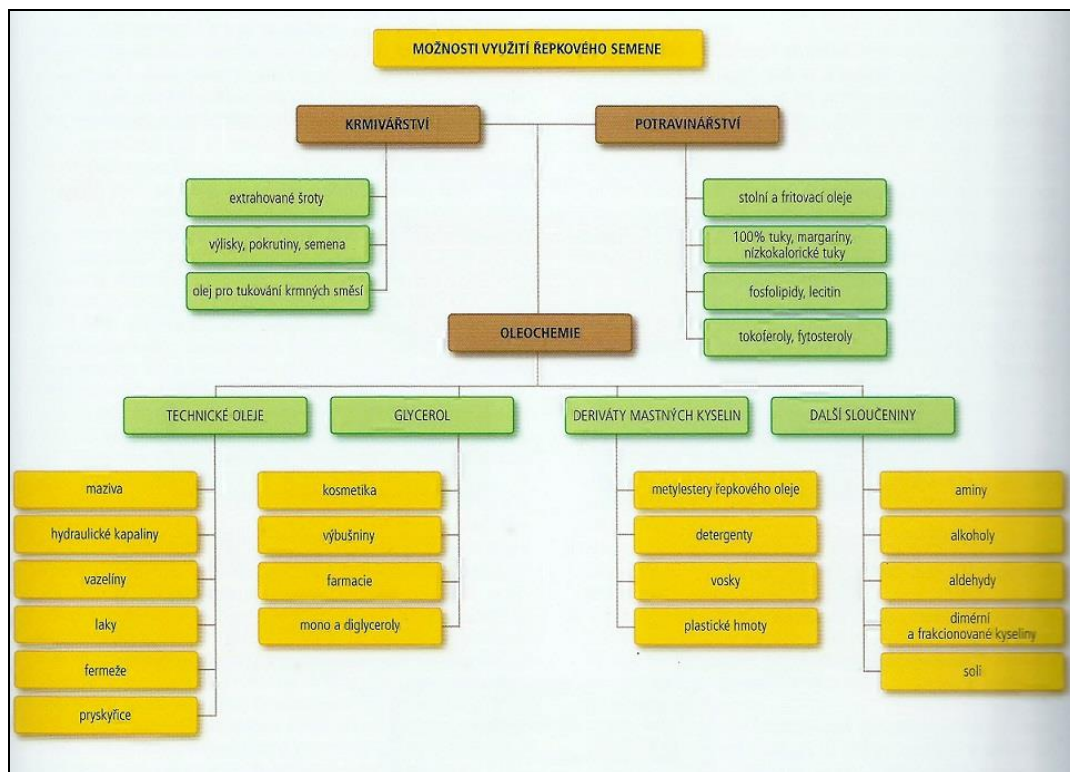 MOŽNOSTI VYUŽITÍ ŘEPKOVÉHO SEMENE
KRMIVÁŘSTVÍ
extrahované šroty
výlisky, pokrutiny, semena
olej pro tukování krmných směsí
POTRAVINÁŘSTVÍ
stolní a fritovací oleje
100% tuky, margaríny,
nízkokalorické tuky
fosfolipidy, lecitin
tokoferoly, fytosteroly
OLEOCHEMIE
TECHNICKÉ OLEJE
maziva
hydraulické kapaliny
vazelíny
laky
fermeže
pryskyřice
GLYCEROL
kosmetika
výbušniny
farmacie
mono a diglyceroly
DERIVÁTY MASTNÝCH KYSELIN
metylestery řepkového oleje
detergenty
vosky
plastické hmoty
DALŠÍ SLOUČENINY
aminy
alkoholy
aldehydy
dimérní
a frakcionované kyseliny
soli